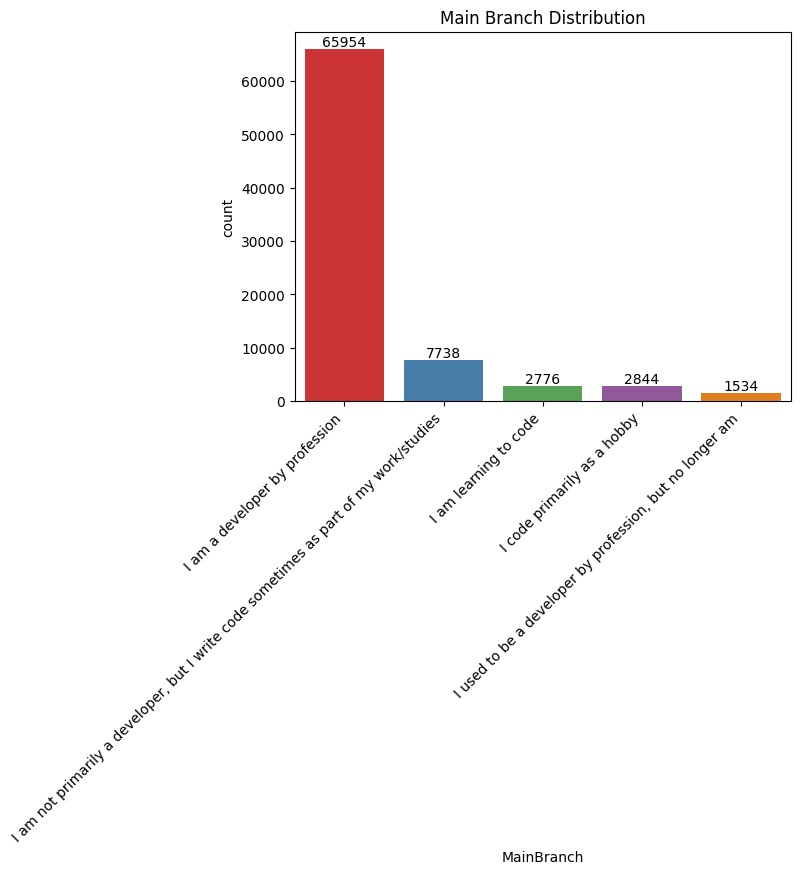 Main Branch Distribution
65954
7738
2776
2844
1534
count
60000
50000
40000
30000
20000
10000
0
I am a developer by profession
I am not primarily a developer, but I write code sometimes as part of my work/studies
I am learning to code
I code primarily as a hobby
I used to be a developer by profession, but no longer am
MainBranch